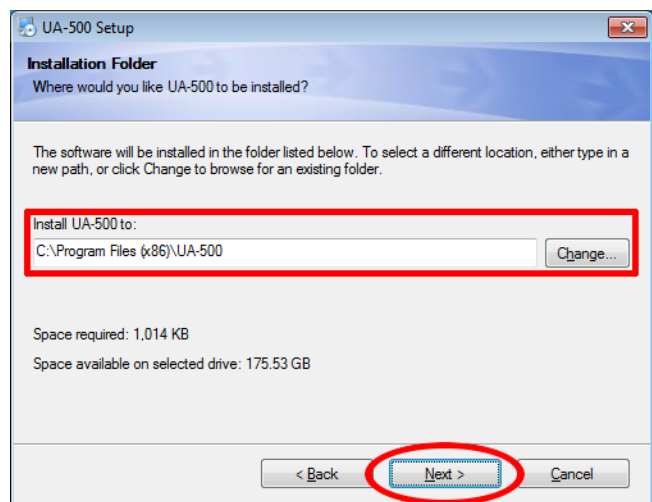 UA-500 Setup
Installation Folder
Where would you like UA-500 to be installed?
The software will be installed in the folder listed below. To select a different location, either type in a
new path, or click Change to browse for an existing folder.
Install UA-500 to:
C:\Program Files (x86)\UA-500
Change...
Space required: 1,014 KB
Space available on selected drive: 175.53 GB
< Back
Next >
Cancel